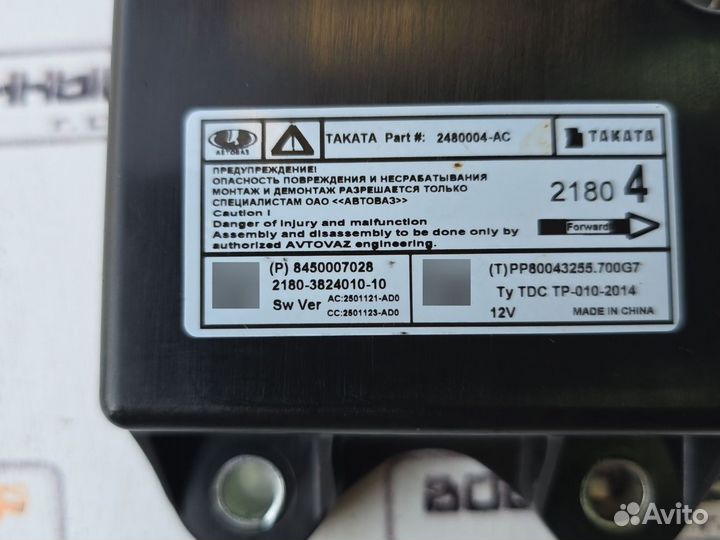 АВТОВАЗ
TAKATA Part #: 2480004-AC
TAKATA
ПРЕДУПРЕЖДЕНИЕ!
ОПАСНОСТЬ ПОВРЕЖДЕНИЯ И НЕСРАБАТЫВАНИЯ
МОНТАЖ И ДЕМОНТАЖ РАЗРЕШАЕТСЯ ТОЛЬКО
СПЕЦИАЛИСТАМ ОАО <<АВТОВАЗ>>
Caution !
Danger of injury and malfunction
Assembly and disassembly to be done only by
authorized AVTOVAZ engineering.
2180 4
Forward
(P) 8450007028
2180-3824010-10
Sw Ver
AC:2501121-AD0
CC:2501123-AD0
(T)PP80043255.700G7
Ty TDC TP-010-2014
12V
MADE IN CHINA
Avito